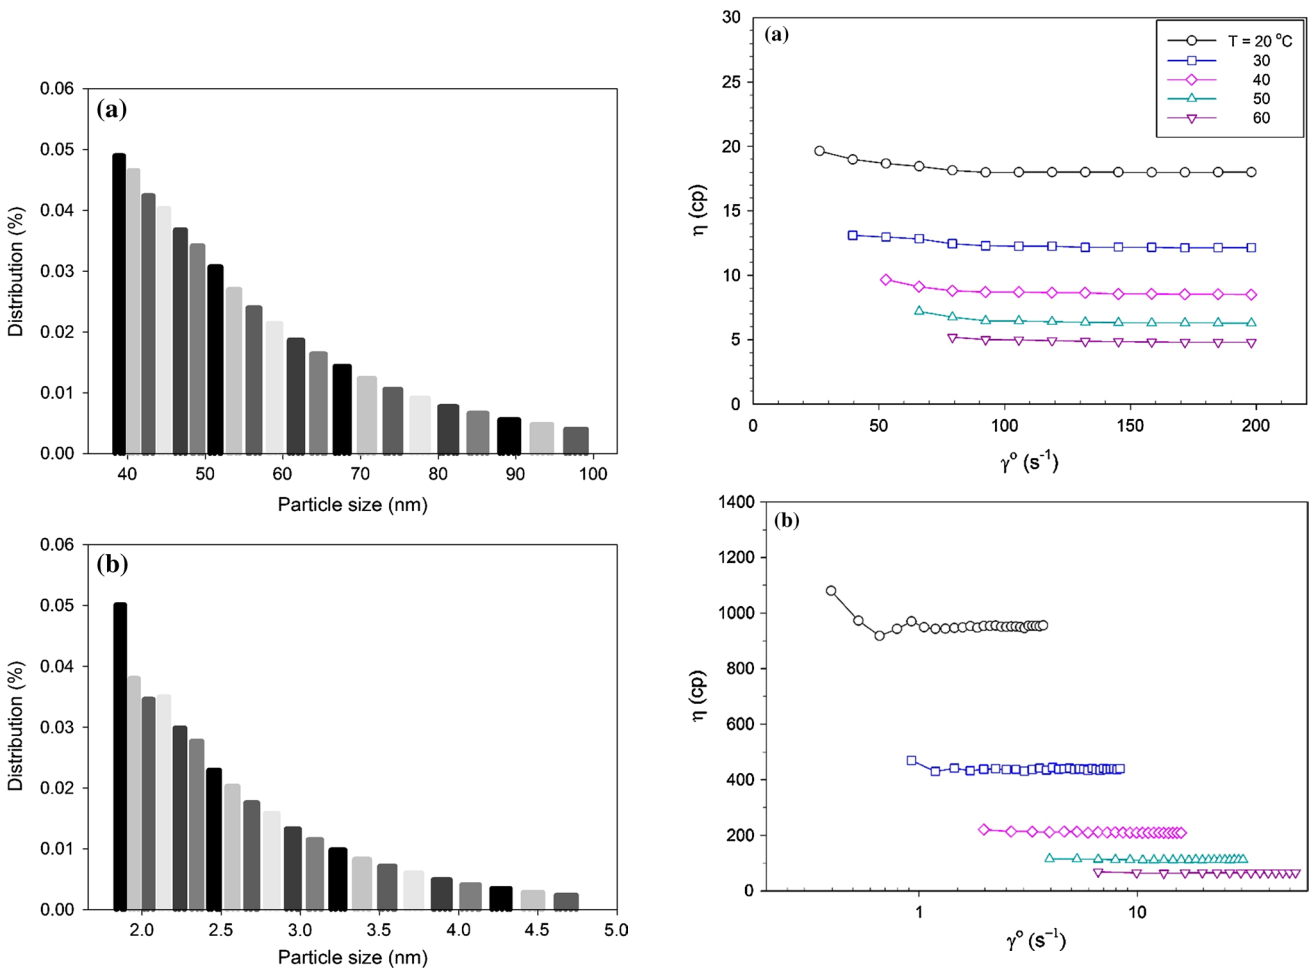 (a)
0.06
0.05
0.04
0.03
0.02
0.01
0.00
Distribution (%)
40 50 60 70 80 90 100
Particle size (nm)
(b)
0.06
0.05
0.04
0.03
0.02
0.01
0.00
Distribution (%)
2.0 2.5 3.0 3.5 4.0 4.5 5.0
Particle size (nm)
(a)
T = 20 °C
30
40
50
60
30
25
20
15
10
5
0
η (cp)
0 50 100 150 200
γ° (s⁻¹)
(b)
1400
1200
1000
800
600
400
200
0
η (cp)
1 10
γ° (s⁻¹)